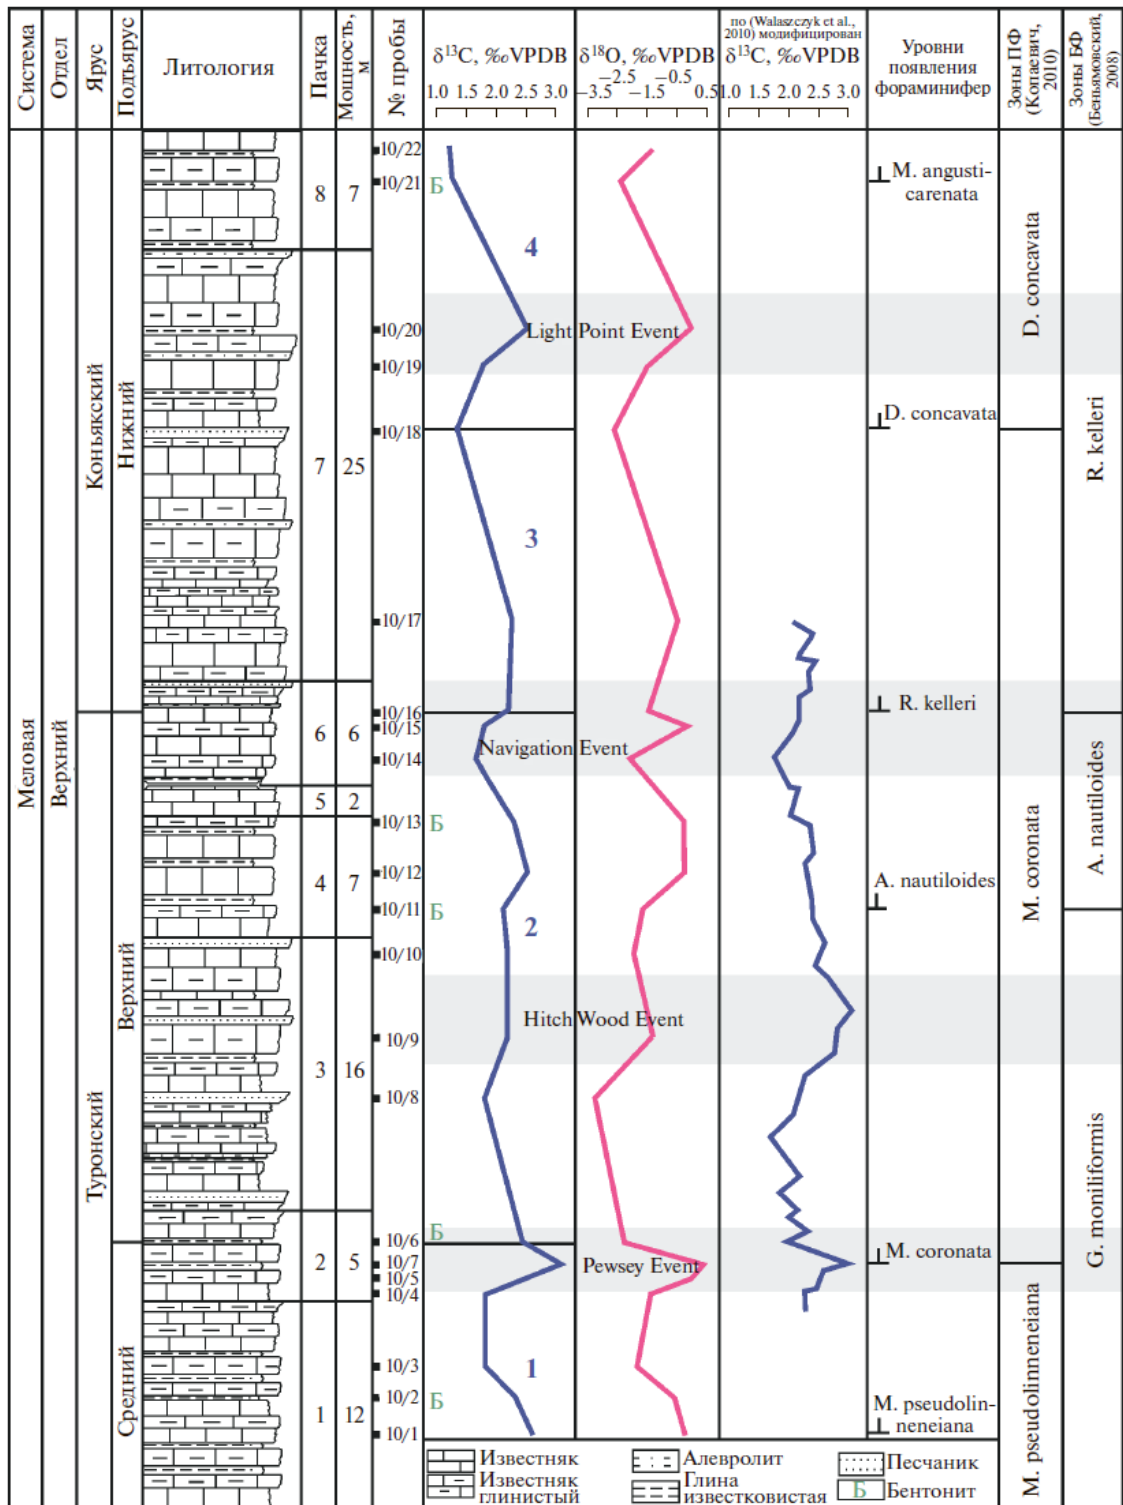 Система
Отдел
Ярус
Подъярус
Литология
Пачка
Мощность,
м
№ пробы
δ13C, ‰VPDB
1.0 1.5 2.0 2.5 3.0
δ18O, ‰VPDB
−2.5 −0.5
−3.5 −1.5 0.5
по (Walaszczyk et al.,
2010) модифицирован
δ13C, ‰VPDB
1.0 1.5 2.0 2.5 3.0
Уровни
появления
фораминифер
Зоны ПФ
(Копаевич,
2010)
Зоны БФ
(Беньямовский,
2008)
Меловая
Верхний
Коньякский
Туронский
Нижний
Верхний
Средний
8 7
7 25
6 6
5 2
4 7
3 16
2 5
1 12
10/22
10/21
10/20
10/19
10/18
10/17
10/16
10/15
10/14
10/13
10/12
10/11
10/10
10/9
10/8
10/6
10/7
10/5
10/4
10/3
10/2
10/1
Б
Б
Б
Б
Б
4
3
2
1
Light Point Event
Navigation Event
Hitch Wood Event
Pewsey Event
M. angusti-
carenata
D. concavata
R. kelleri
A. nautiloides
M. coronata
M. pseudolin-
neneiana
D. concavata
M. coronata
M. pseudolinneneiana
R. kelleri
A. nautiloides
G. moniliformis
Известняк
Известняк
глинистый
Алевролит
Глина
известковистая
Песчаник
Б Бентонит